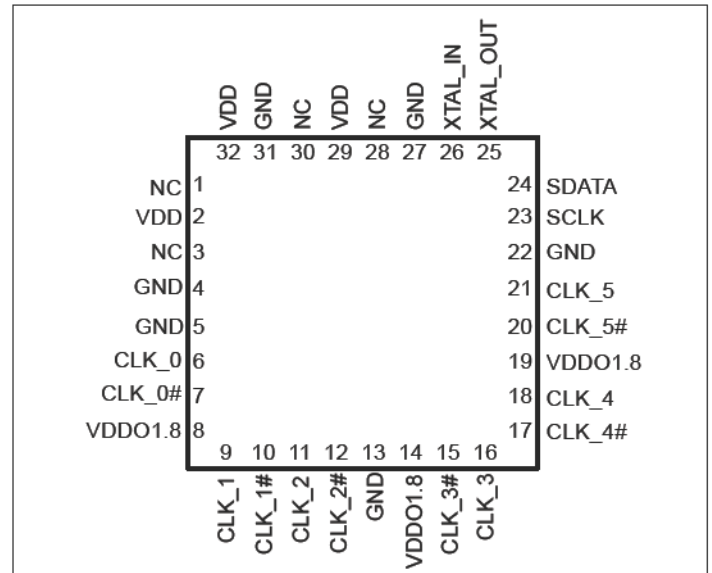 VDD GND NC VDD NC GND XTAL_IN XTAL_OUT
32 31 30 29 28 27 26 25
NC 1 24 SDATA
VDD 2 23 SCLK
NC 3 22 GND
GND 4 21 CLK_5
GND 5 20 CLK_5#
CLK_0 6 19 VDDO1.8
CLK_0# 7 18 CLK_4
VDDO1.8 8 17 CLK_4#
9 10 11 12 13 14 15 16
CLK_1 CLK_1# CLK_2 CLK_2# GND VDDO1.8 CLK_3# CLK_3